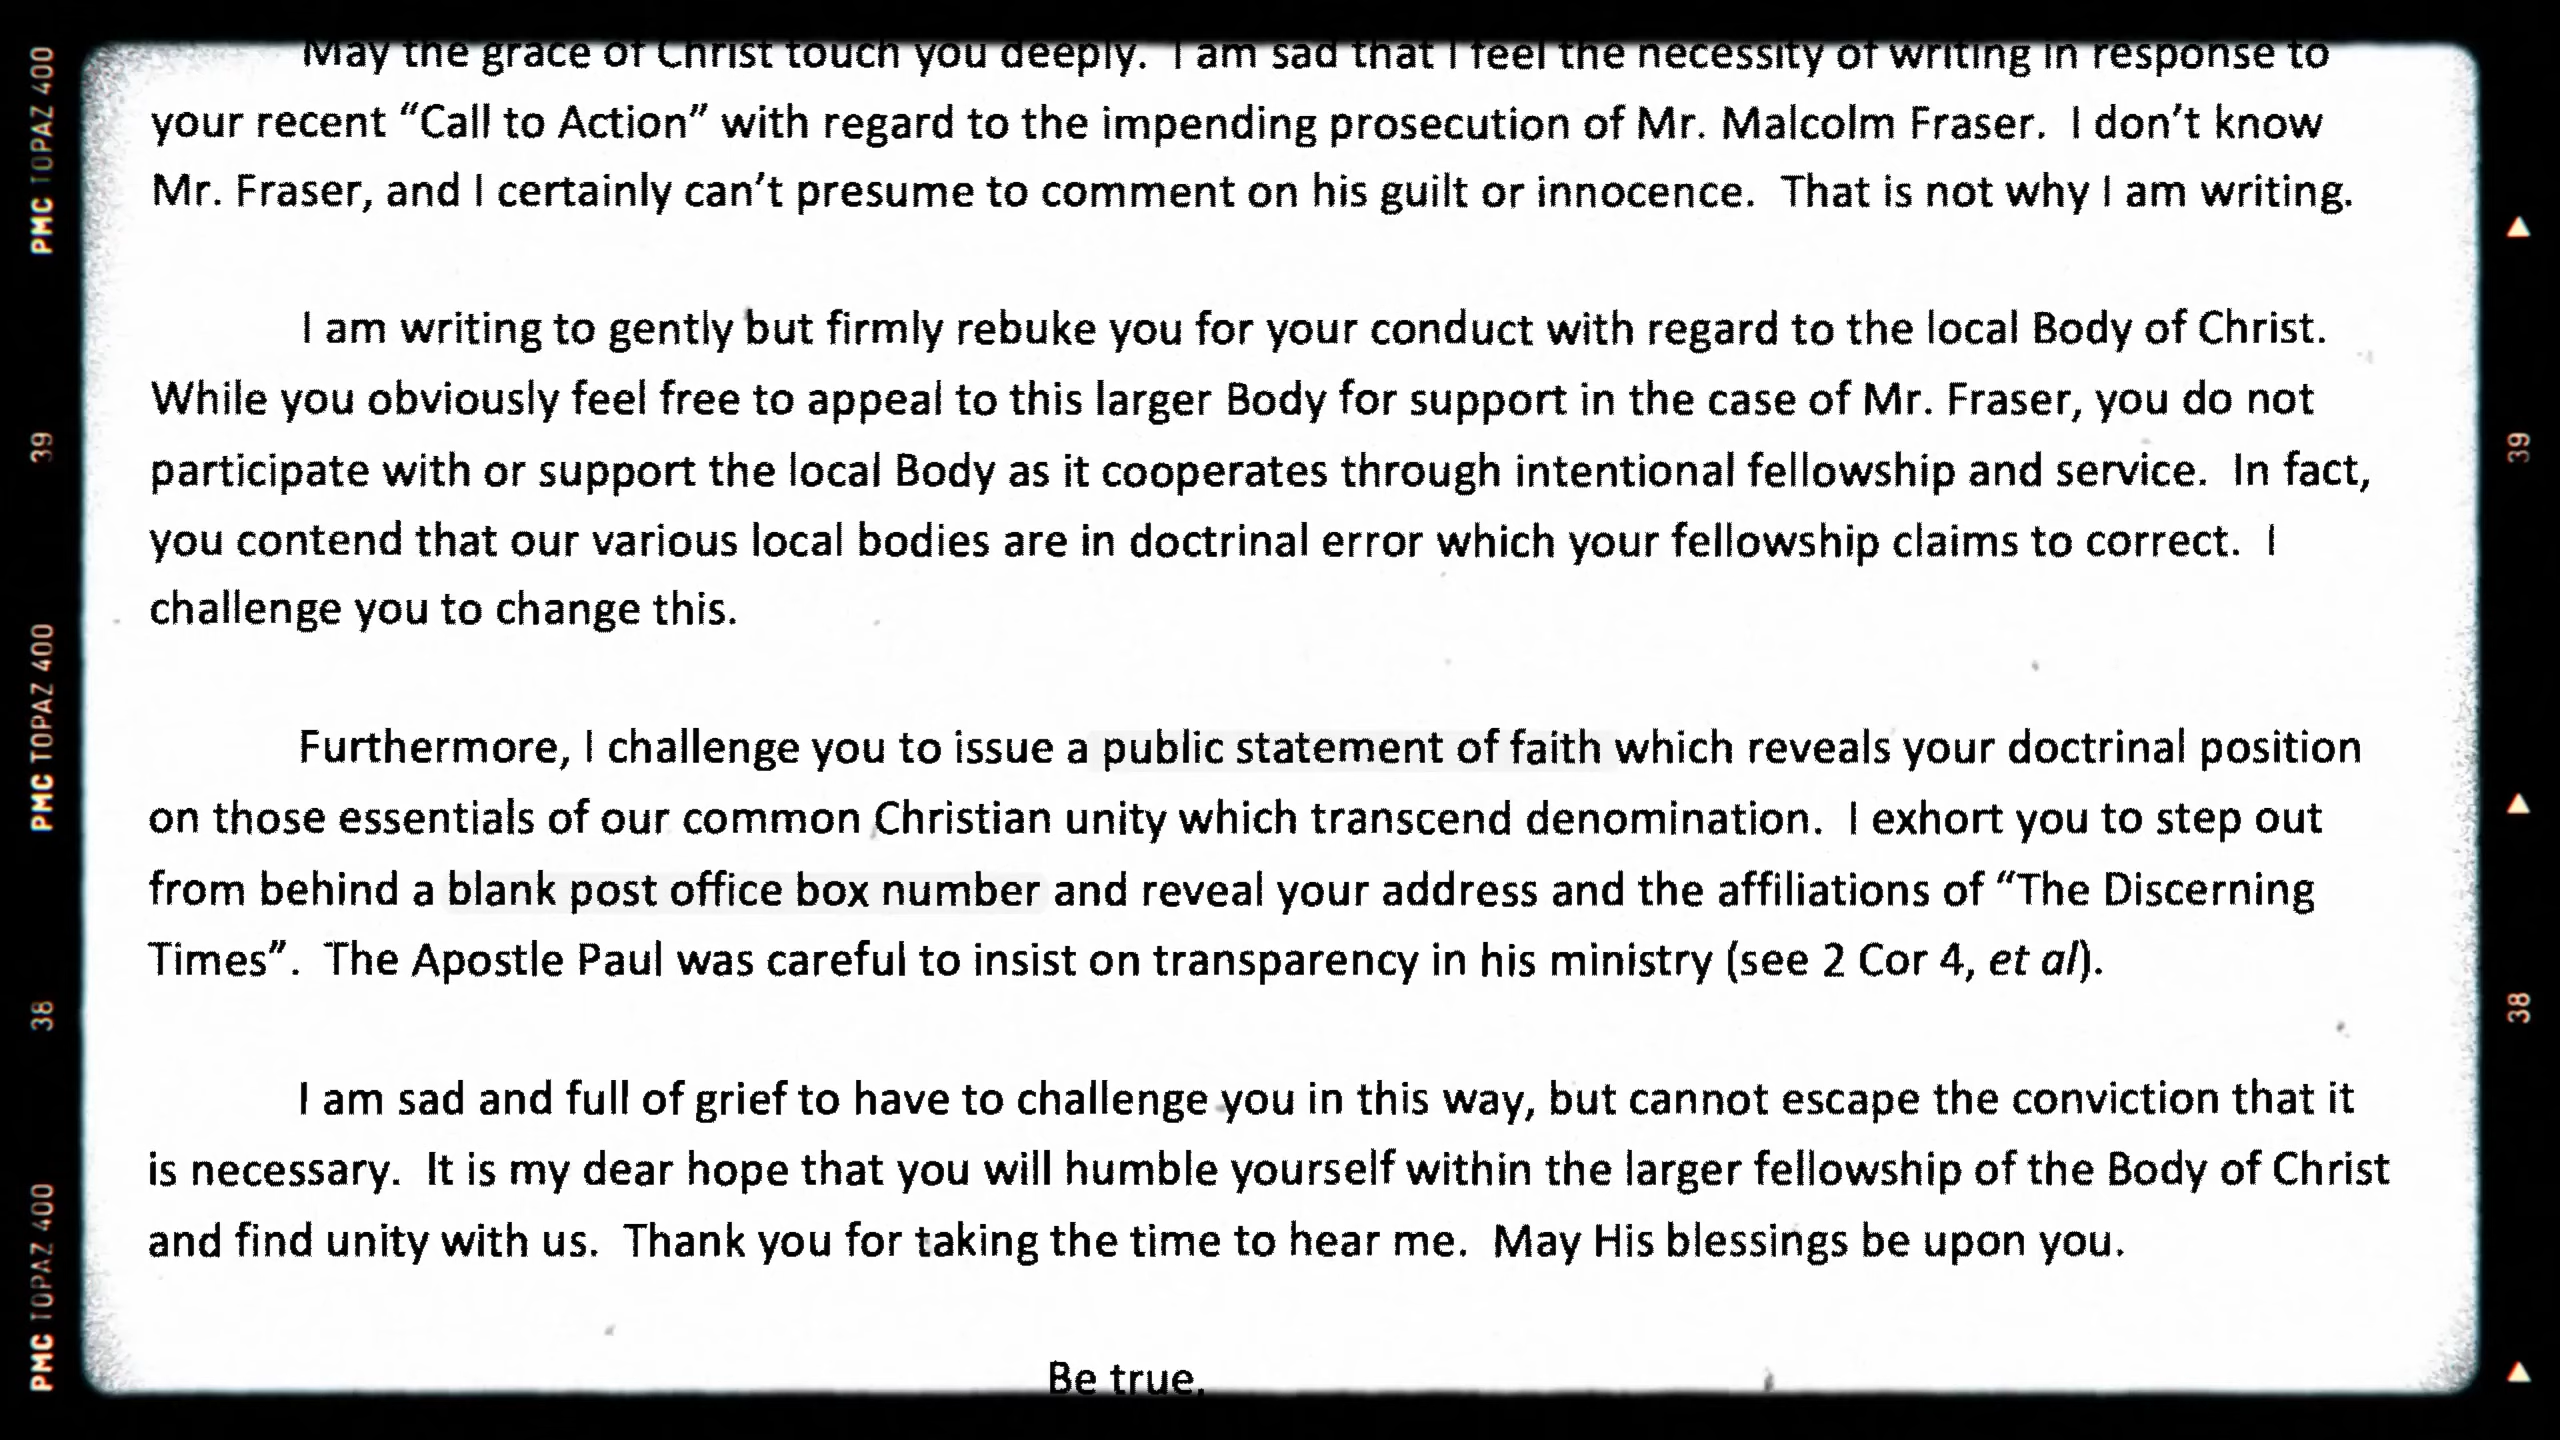 May the grace of Christ touch you deeply.  I am sad that I feel the necessity of writing in response to
your recent “Call to Action” with regard to the impending prosecution of Mr. Malcolm Fraser.  I don’t know
Mr. Fraser, and I certainly can’t presume to comment on his guilt or innocence.  That is not why I am writing.
I am writing to gently but firmly rebuke you for your conduct with regard to the local Body of Christ.
While you obviously feel free to appeal to this larger Body for support in the case of Mr. Fraser, you do not
participate with or support the local Body as it cooperates through intentional fellowship and service.  In fact,
you contend that our various local bodies are in doctrinal error which your fellowship claims to correct.  I
challenge you to change this.
Furthermore, I challenge you to issue a public statement of faith which reveals your doctrinal position
on those essentials of our common Christian unity which transcend denomination.  I exhort you to step out
from behind a blank post office box number and reveal your address and the affiliations of “The Discerning
Times”.  The Apostle Paul was careful to insist on transparency in his ministry (see 2 Cor 4, et al).
I am sad and full of grief to have to challenge you in this way, but cannot escape the conviction that it
is necessary.  It is my dear hope that you will humble yourself within the larger fellowship of the Body of Christ
and find unity with us.  Thank you for taking the time to hear me.  May His blessings be upon you.
Be true.
PMC TOPAZ 400
39
PMC TOPAZ 400
38
PMC TOPAZ 400
39
38